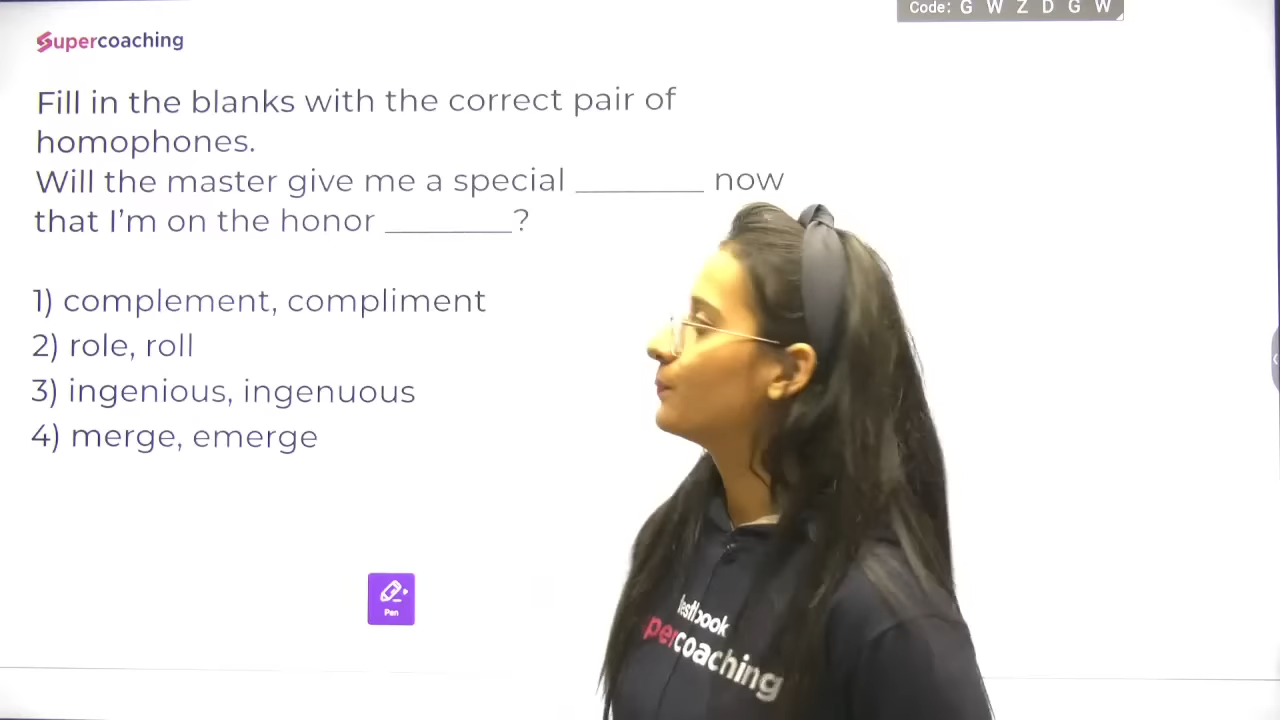 Code: G W Z D G W
Supercoaching
Fill in the blanks with the correct pair of
homophones.
Will the master give me a special ________ now
that I'm on the honor ________?
1) complement, compliment
2) role, roll
3) ingenious, ingenuous
4) merge, emerge
Pen
testbook
percoaching